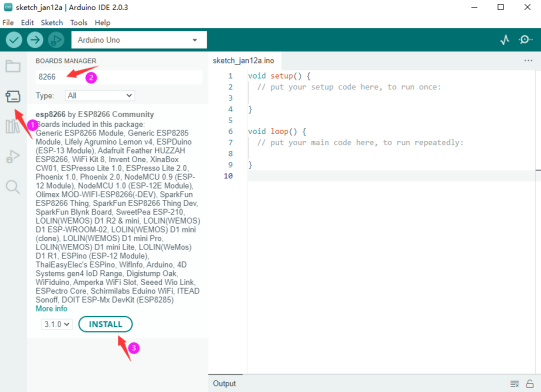 sketch_jan12a | Arduino IDE 2.0.3
File Edit Sketch Tools Help
Arduino Uno
BOARDS MANAGER
8266
2
Type: All
1
esp8266 by ESP8266 Community
Boards included in this package:
Generic ESP8266 Module, Generic ESP8285
Module, Lifely Agrumino Lemon v4, ESPDuino
(ESP-13 Module), Adafruit Feather HUZZAH
ESP8266, WiFi Kit 8, Invent One, XinaBox
CW01, ESPresso Lite 1.0, ESPresso Lite 2.0,
Phoenix 1.0, Phoenix 2.0, NodeMCU 0.9 (ESP-
12 Module), NodeMCU 1.0 (ESP-12E Module),
Olimex MOD-WIFI-ESP8266(-DEV), SparkFun
ESP8266 Thing, SparkFun ESP8266 Thing Dev,
SparkFun Blynk Board, SweetPea ESP-210,
LOLIN(WEMOS) D1 R2 & mini, LOLIN(WEMOS)
D1 ESP-WROOM-02, LOLIN(WEMOS) D1 mini
(clone), LOLIN(WEMOS) D1 mini Pro,
LOLIN(WEMOS) D1 mini Lite, LOLIN(WeMos)
D1 R1, ESPino (ESP-12 Module),
ThaiEasyElec's ESPino, WifInfo, Arduino, 4D
Systems gen4 IoD Range, Digistump Oak,
WiFiduino, Amperka WiFi Slot, Seeed Wio Link,
ESPectro Core, Schirmilabs Eduino WiFi, ITEAD
Sonoff, DOIT ESP-Mx DevKit (ESP8285)
More info
3.1.0 INSTALL
3
sketch_jan12a.ino
1 void setup() {
2 // put your setup code here, to run once:
3
4 }
5
6 void loop() {
7 // put your main code here, to run repeatedly:
8
9 }
10
Output